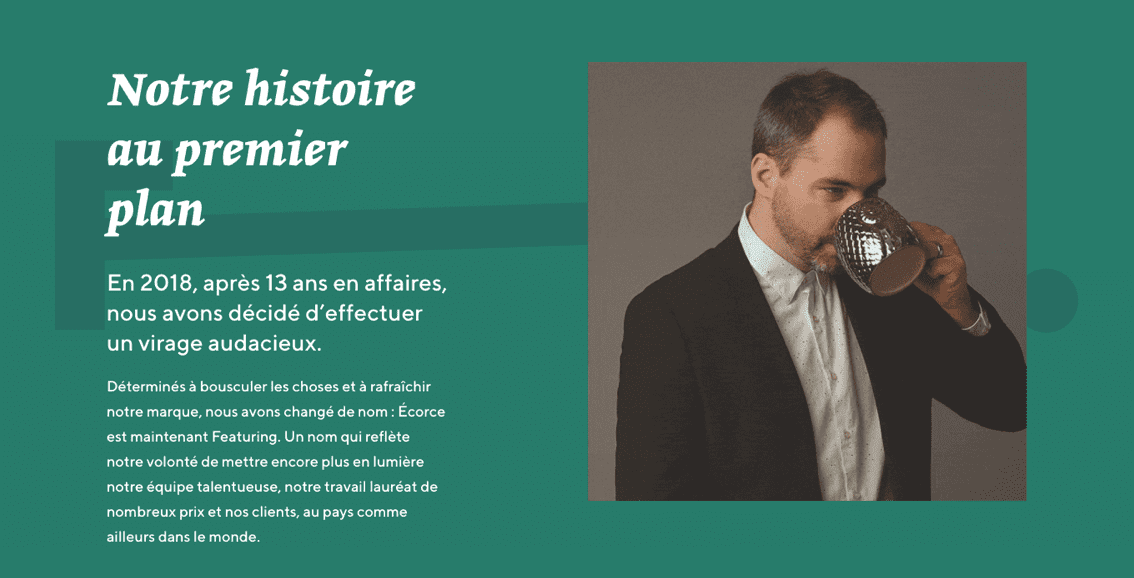 Notre histoire
au premier
plan
En 2018, après 13 ans en affaires,
nous avons décidé d’effectuer
un virage audacieux.
Déterminés à bousculer les choses et à rafraîchir
notre marque, nous avons changé de nom : Écorce
est maintenant Featuring. Un nom qui reflète
notre volonté de mettre encore plus en lumière
notre équipe talentueuse, notre travail lauréat de
nombreux prix et nos clients, au pays comme
ailleurs dans le monde.